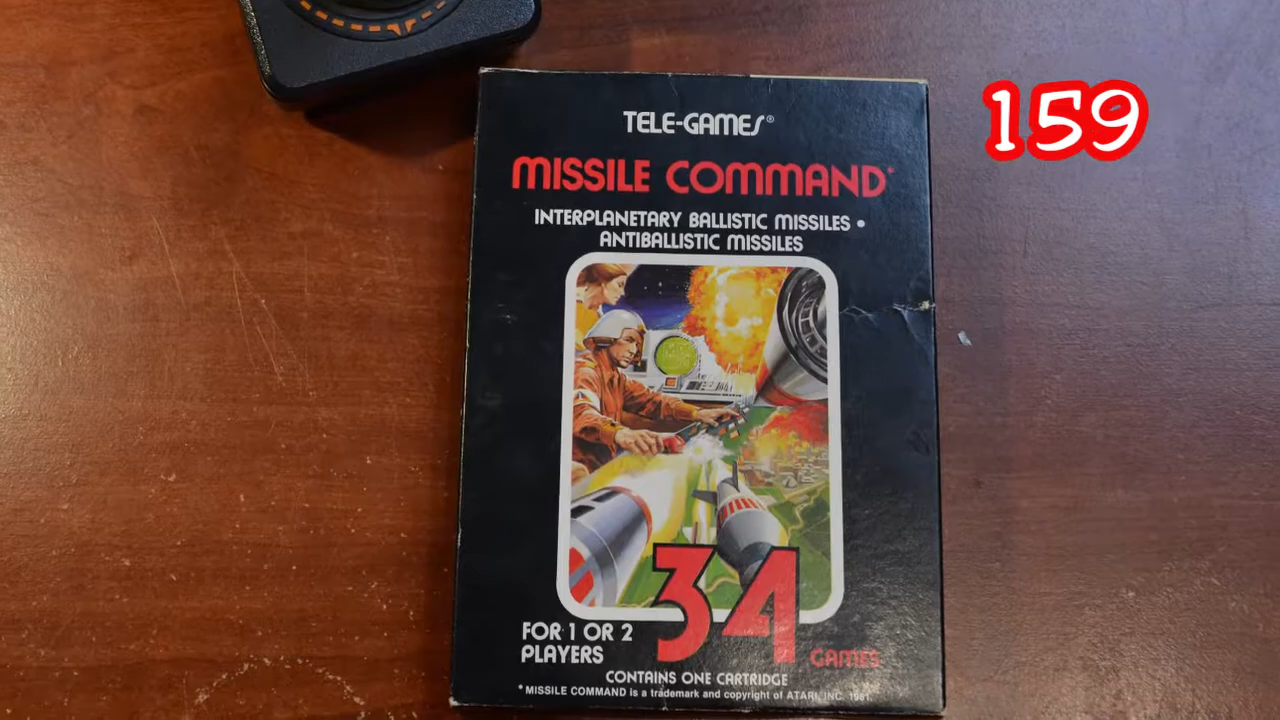 TELE-GAMES®
159
MISSILE COMMAND*
INTERPLANETARY BALLISTIC MISSILES •
ANTIBALLISTIC MISSILES
34
GAMES
FOR 1 OR 2
PLAYERS
CONTAINS ONE CARTRIDGE
*MISSILE COMMAND is a trademark and copyright of ATARI, INC. 1981.